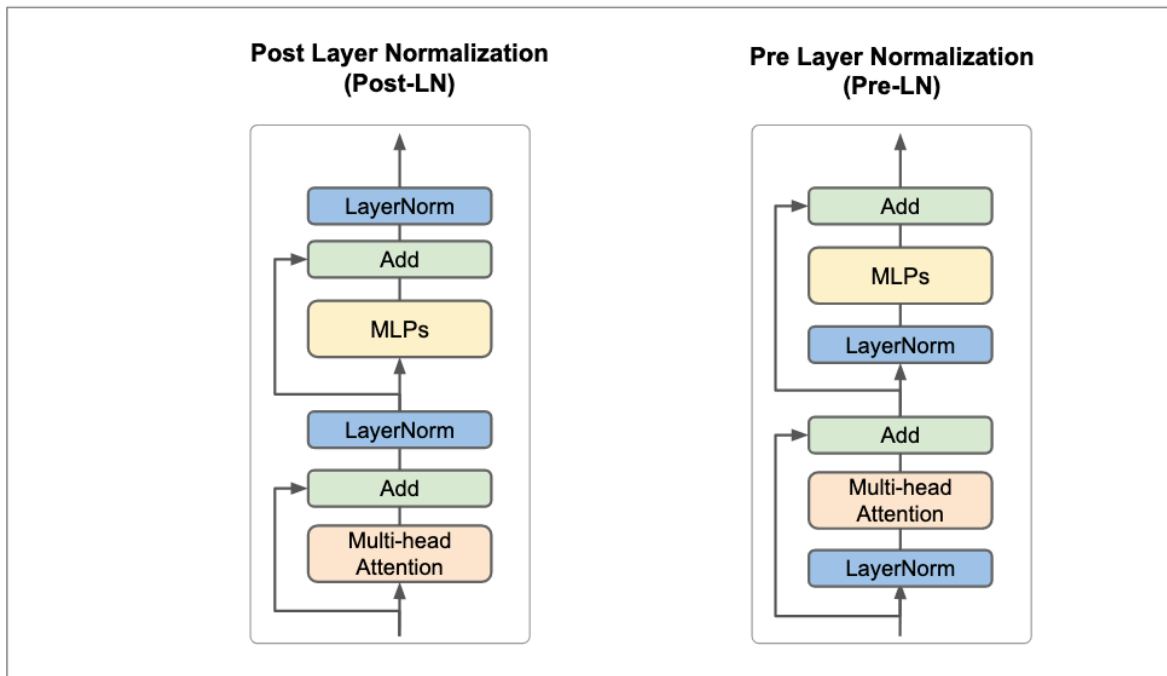 Post Layer Normalization
(Post-LN)
LayerNorm
Add
MLPs
LayerNorm
Add
Multi-head
Attention
Pre Layer Normalization
(Pre-LN)
Add
MLPs
LayerNorm
Add
Multi-head
Attention
LayerNorm